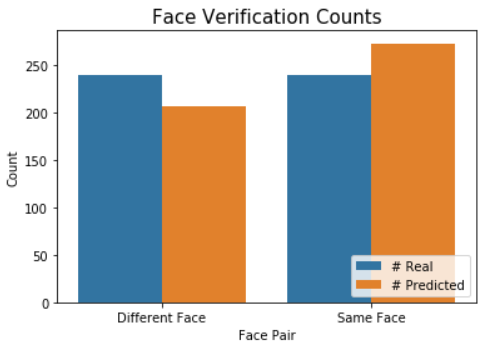 Face Verification Counts
250
200
150
100
50
0
Count
Different Face
Same Face
Face Pair
# Real
# Predicted